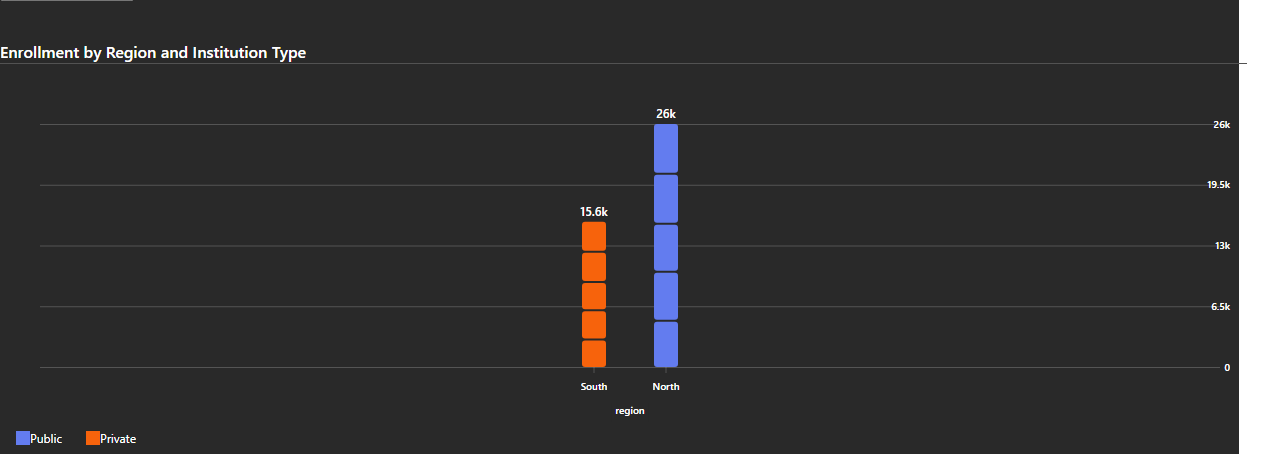 Enrollment by Region and Institution Type
26k
15.6k
26k
19.5k
13k
6.5k
0
South North
region
Public Private